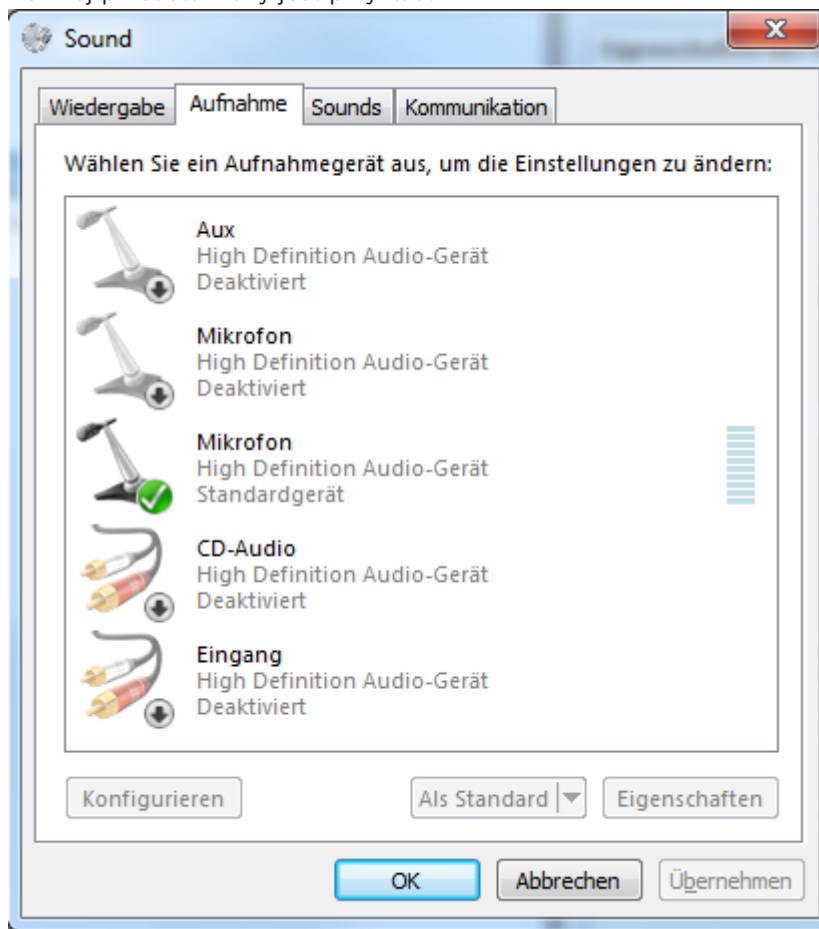 Sound
Wiedergabe Aufnahme Sounds Kommunikation
Wählen Sie ein Aufnahmegerät aus, um die Einstellungen zu ändern:
Aux
High Definition Audio-Gerät
Deaktiviert
Mikrofon
High Definition Audio-Gerät
Deaktiviert
Mikrofon
High Definition Audio-Gerät
Standardgerät
CD-Audio
High Definition Audio-Gerät
Deaktiviert
Eingang
High Definition Audio-Gerät
Deaktiviert
Konfigurieren Als Standard Eigenschaften
OK Abbrechen Übernehmen